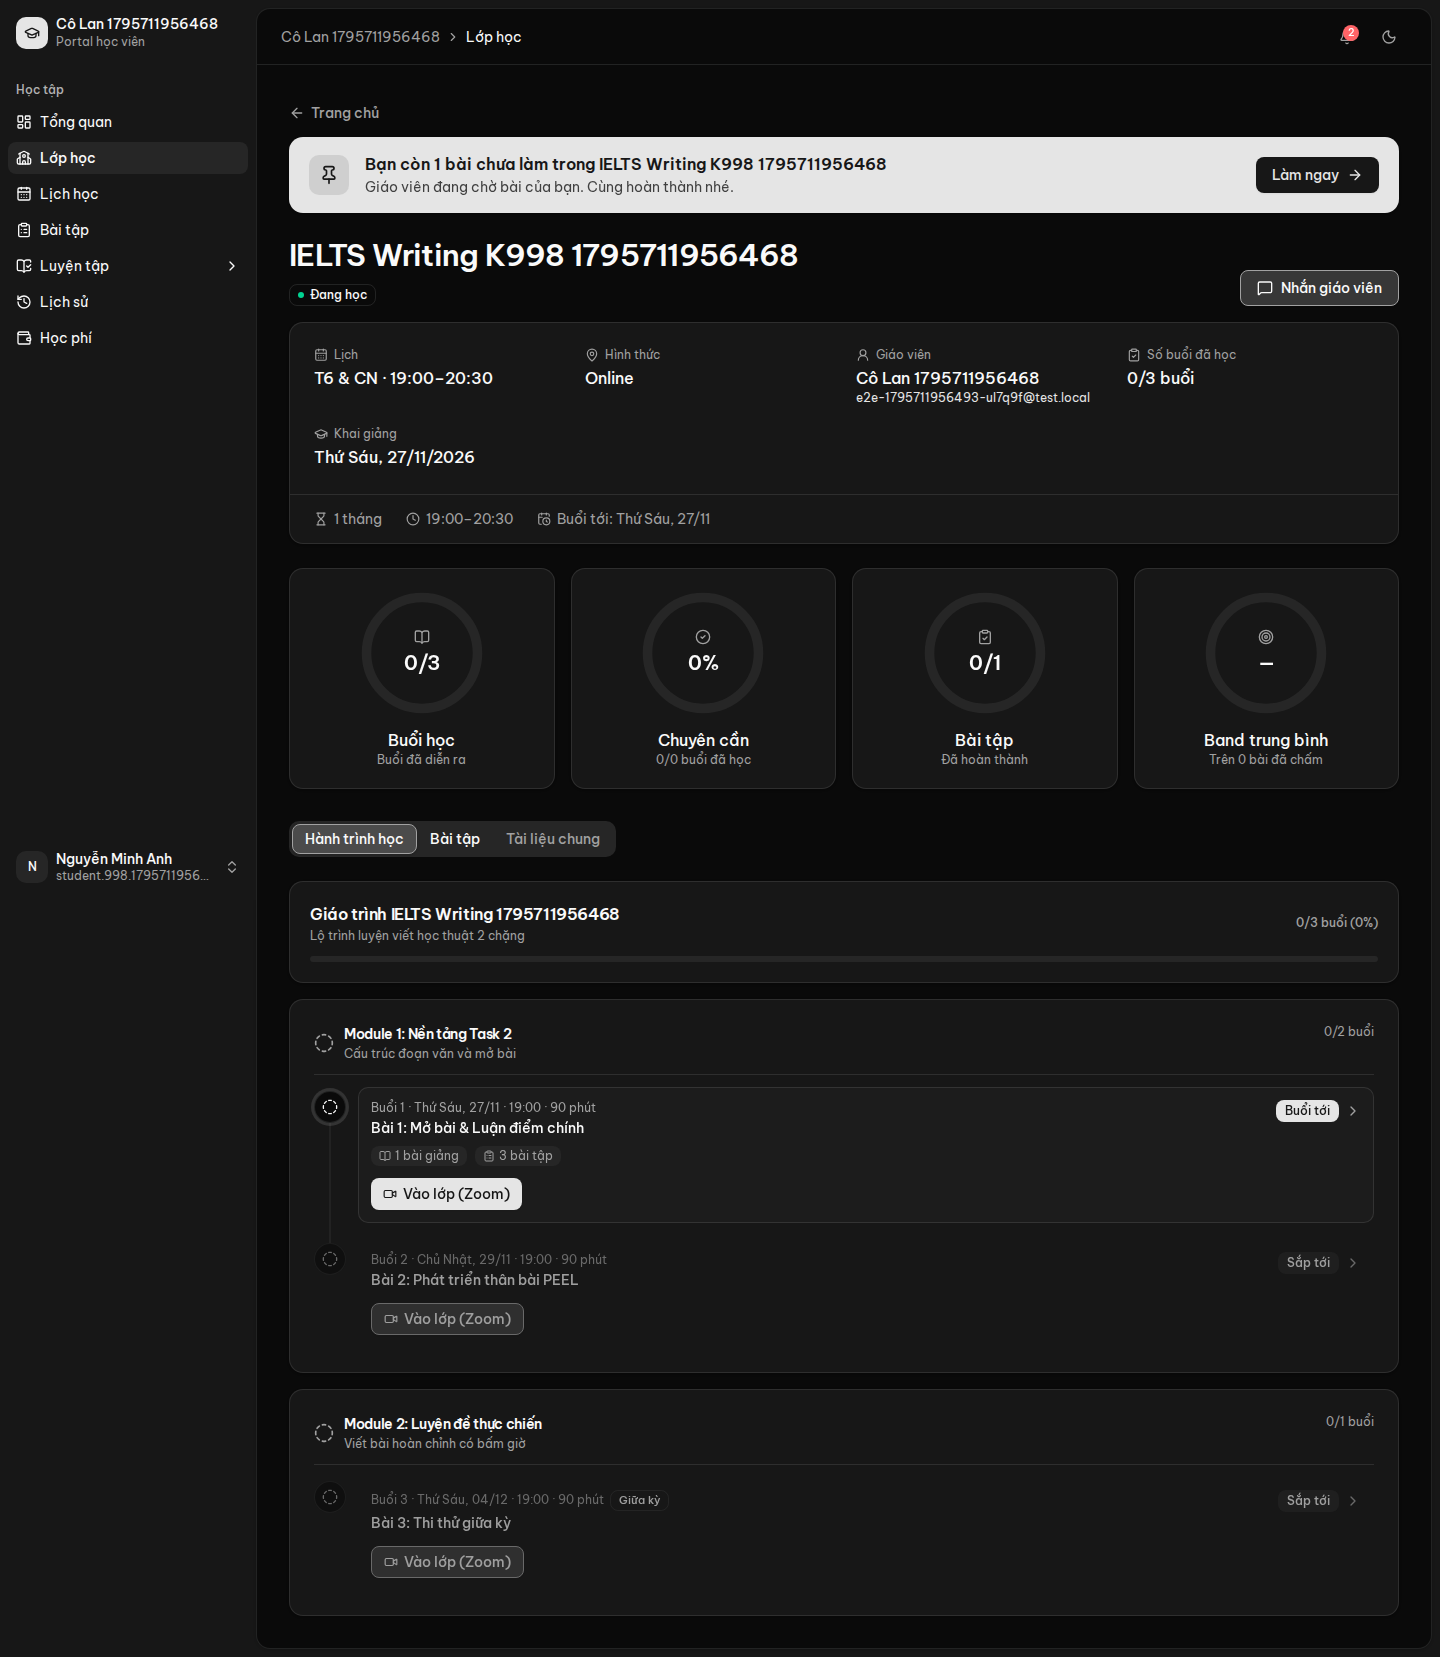 Cô Lan 1795711956468
Portal học viên
Học tập
Tổng quan
Lớp học
Lịch học
Bài tập
Luyện tập
Lịch sử
Học phí
N
Nguyễn Minh Anh
student.998.1795711956...
Cô Lan 1795711956468 > Lớp học
2
Trang chủ
Bạn còn 1 bài chưa làm trong IELTS Writing K998 1795711956468
Giáo viên đang chờ bài của bạn. Cùng hoàn thành nhé.
Làm ngay
IELTS Writing K998 1795711956468
Đang học
Nhắn giáo viên
Lịch
T6 & CN · 19:00–20:30
Hình thức
Online
Giáo viên
Cô Lan 1795711956468
e2e-1795711956493-ul7q9f@test.local
Số buổi đã học
0/3 buổi
Khai giảng
Thứ Sáu, 27/11/2026
1 tháng
19:00–20:30
Buổi tới: Thứ Sáu, 27/11
0/3
Buổi học
Buổi đã diễn ra
0%
Chuyên cần
0/0 buổi đã học
0/1
Bài tập
Đã hoàn thành
–
Band trung bình
Trên 0 bài đã chấm
Hành trình học
Bài tập
Tài liệu chung
Giáo trình IELTS Writing 1795711956468
Lộ trình luyện viết học thuật 2 chặng
0/3 buổi (0%)
Module 1: Nền tảng Task 2
Cấu trúc đoạn văn và mở bài
0/2 buổi
Buổi 1 · Thứ Sáu, 27/11 · 19:00 · 90 phút
Bài 1: Mở bài & Luận điểm chính
1 bài giảng
3 bài tập
Buổi tới
Vào lớp (Zoom)
Buổi 2 · Chủ Nhật, 29/11 · 19:00 · 90 phút
Bài 2: Phát triển thân bài PEEL
Sắp tới
Vào lớp (Zoom)
Module 2: Luyện đề thực chiến
Viết bài hoàn chỉnh có bấm giờ
0/1 buổi
Buổi 3 · Thứ Sáu, 04/12 · 19:00 · 90 phút
Giữa kỳ
Bài 3: Thi thử giữa kỳ
Sắp tới
Vào lớp (Zoom)